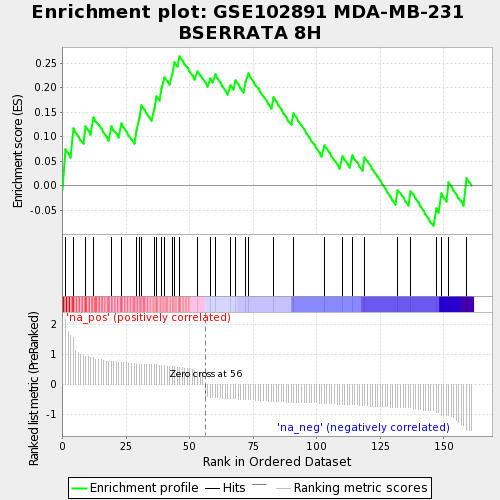 Enrichment plot: GSE102891 MDA-MB-231
BSERRATA 8H
Enrichment score (ES)
0.25
0.20
0.15
0.10
0.05
0.00
-0.05
'na_pos' (positively correlated)
Ranked list metric (PreRanked)
2
1
0
-1
Zero cross at 56
'na_neg' (negatively correlated)
0
25
50
75
100
125
150
Rank in Ordered Dataset
Enrichment profile
Hits
Ranking metric scores